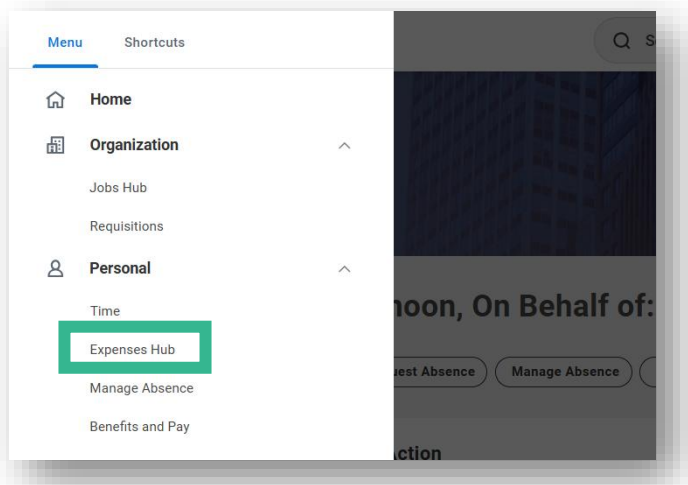 Menu Shortcuts
Home
Organization
Jobs Hub
Requisitions
Personal
Time
Expenses Hub
Manage Absence
Benefits and Pay
S
noon, On Behalf of:
uest Absence Manage Absence
Action